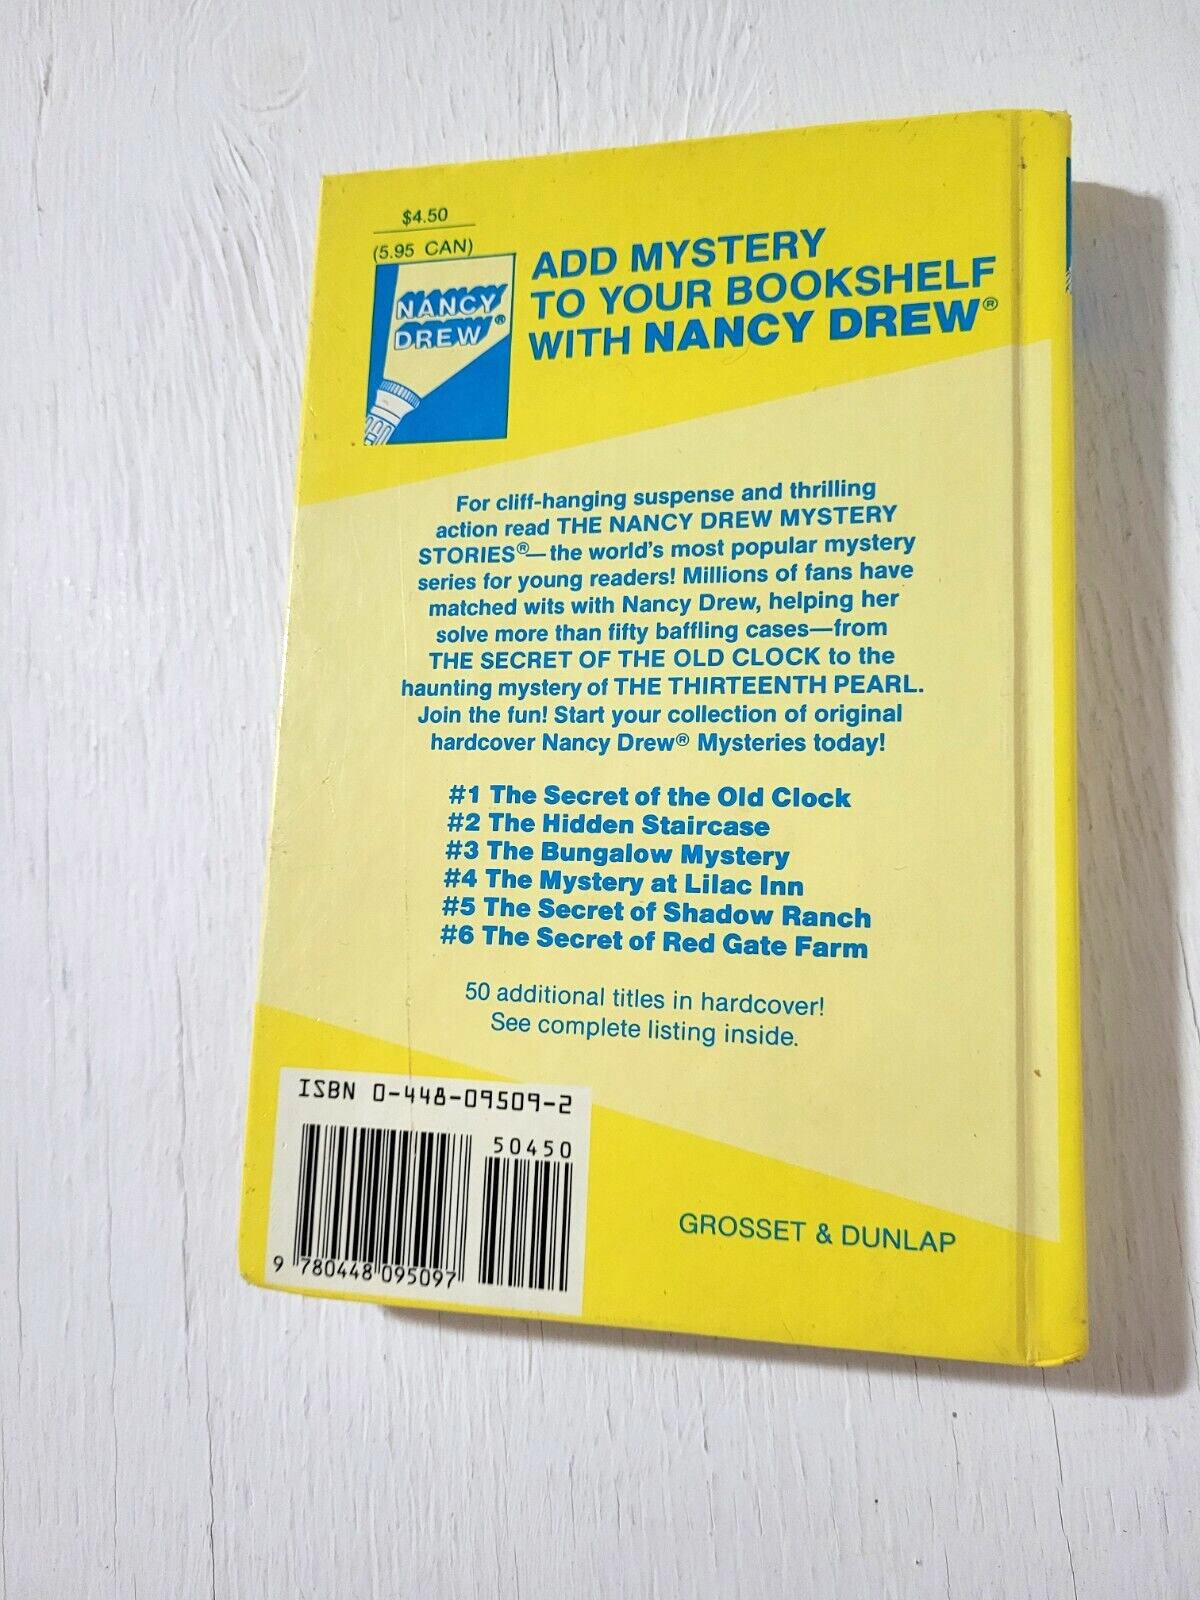 $4.50
(5.95 CAN)
NANCY
DREW®
ADD MYSTERY
TO YOUR BOOKSHELF
WITH NANCY DREW®
For cliff-hanging suspense and thrilling
action read THE NANCY DREW MYSTERY
STORIES®—the world's most popular mystery
series for young readers! Millions of fans have
matched wits with Nancy Drew, helping her
solve more than fifty baffling cases—from
THE SECRET OF THE OLD CLOCK to the
haunting mystery of THE THIRTEENTH PEARL.
Join the fun! Start your collection of original
hardcover Nancy Drew® Mysteries today!
#1 The Secret of the Old Clock
#2 The Hidden Staircase
#3 The Bungalow Mystery
#4 The Mystery at Lilac Inn
#5 The Secret of Shadow Ranch
#6 The Secret of Red Gate Farm
50 additional titles in hardcover!
See complete listing inside.
ISBN 0-448-09509-2
50450
9 780448 095097
GROSSET & DUNLAP